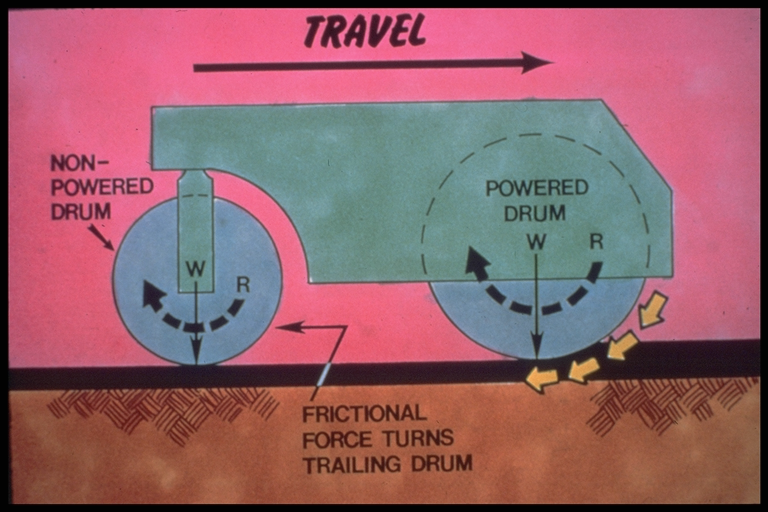 TRAVEL
NON-
POWERED
DRUM
POWERED
DRUM
W
R
W
R
FRICTIONAL
FORCE TURNS
TRAILING DRUM